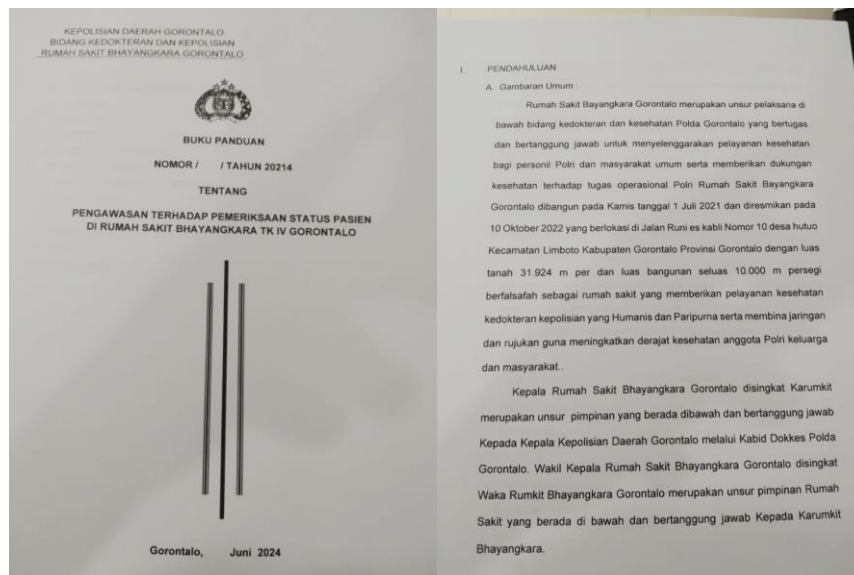 KEPOLISIAN DAERAH GORONTALO
BIDANG KEDOKTERAN DAN KEPOLISIAN
RUMAH SAKIT BHAYANGKARA GORONTALO
BUKU PANDUAN
NOMOR / / TAHUN 20214
TENTANG
PENGAWASAN TERHADAP PEMERIKSAAN STATUS PASIEN
DI RUMAH SAKIT BHAYANGKARA TK IV GORONTALO
Gorontalo, Juni 2024
I. PENDAHULUAN
A. Gambaran Umum :
Rumah Sakit Bayangkara Gorontalo merupakan unsur pelaksana di
bawah bidang kedokteran dan kesehatan Polda Gorontalo yang bertugas
dan bertanggung jawab untuk menyelenggarakan pelayanan kesehatan
bagi personil Polri dan masyarakat umum serta memberikan dukungan
kesehatan terhadap tugas operasional Polri Rumah Sakit Bayangkara
Gorontalo dibangun pada Kamis tanggal 1 Juli 2021 dan diresmikan pada
10 Oktober 2022 yang berlokasi di Jalan Runi es kabli Nomor 10 desa hutuo
Kecamatan Limboto Kabupaten Gorontalo Provinsi Gorontalo dengan luas
tanah 31.924 m per dan luas bangunan seluas 10.000 m persegi
berfalsafah sebagai rumah sakit yang memberikan pelayanan kesehatan
kedokteran kepolisian yang Humanis dan Paripurna serta membina jaringan
dan rujukan guna meningkatkan derajat kesehatan anggota Polri keluarga
dan masyarakat..
Kepala Rumah Sakit Bhayangkara Gorontalo disingkat Karumkit
merupakan unsur pimpinan yang berada dibawah dan bertanggung jawab
Kepada Kepala Kepolisian Daerah Gorontalo melalui Kabid Dokkes Polda
Gorontalo. Wakil Kepala Rumah Sakit Bhayangkara Gorontalo disingkat
Waka Rumkit Bhayangkara Gorontalo merupakan unsur pimpinan Rumah
Sakit yang berada di bawah dan bertanggung jawab Kepada Karumkit
Bhayangkara.